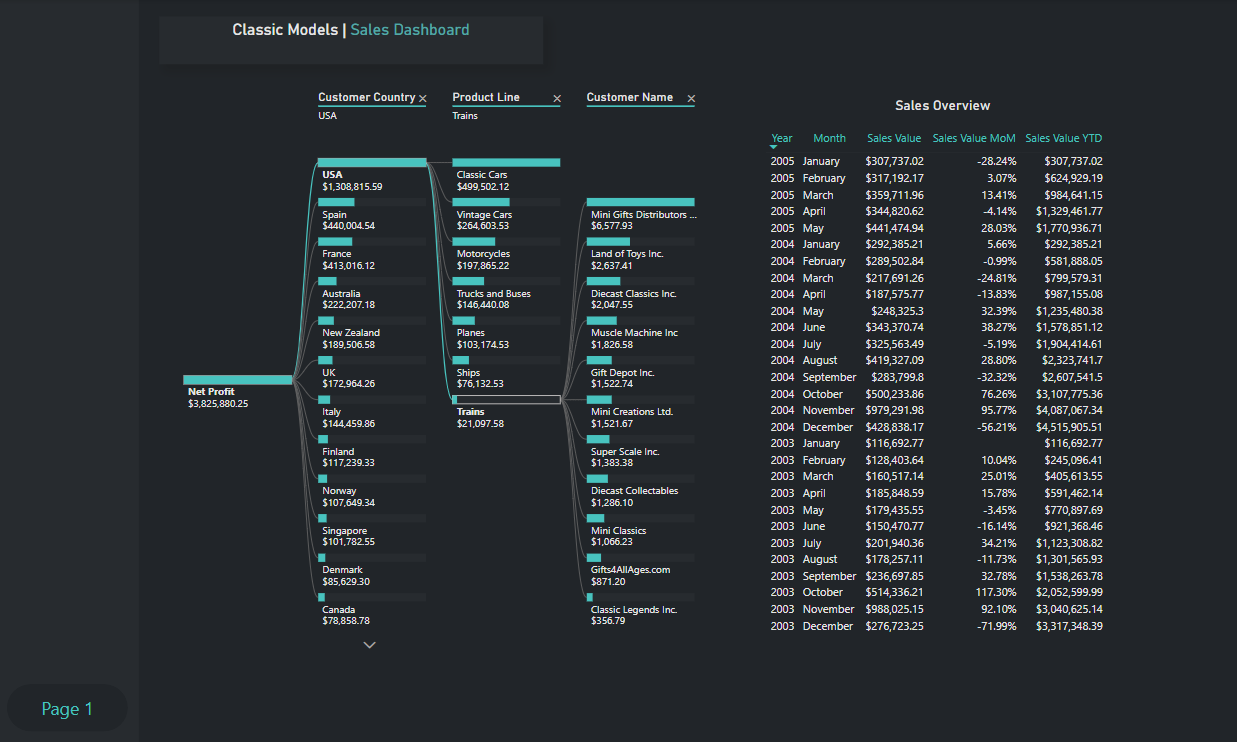 Classic Models | Sales Dashboard
Customer Country ×
USA
Product Line ×
Trains
Customer Name ×
Net Profit
$3,825,880.25
USA
$1,308,815.59
Spain
$440,004.54
France
$413,016.12
Australia
$222,207.18
New Zealand
$189,506.58
UK
$172,964.26
Italy
$144,459.86
Finland
$117,239.33
Norway
$107,649.34
Singapore
$101,782.55
Denmark
$85,629.30
Canada
$78,858.78
Classic Cars
$499,502.12
Vintage Cars
$264,603.53
Motorcycles
$197,865.22
Trucks and Buses
$146,440.08
Planes
$103,174.53
Ships
$76,132.53
Trains
$21,097.58
Mini Gifts Distributors ...
$6,577.93
Land of Toys Inc.
$2,637.41
Diecast Classics Inc.
$2,047.55
Muscle Machine Inc
$1,826.58
Gift Depot Inc.
$1,522.74
Mini Creations Ltd.
$1,521.67
Super Scale Inc.
$1,383.38
Diecast Collectables
$1,286.10
Mini Classics
$1,066.23
Gifts4AllAges.com
$871.20
Classic Legends Inc.
$356.79
Sales Overview
Year Month Sales Value Sales Value MoM Sales Value YTD
2005 January $307,737.02 -28.24% $307,737.02
2005 February $317,192.17 3.07% $624,929.19
2005 March $359,711.96 13.41% $984,641.15
2005 April $344,820.62 -4.14% $1,329,461.77
2005 May $441,474.94 28.03% $1,770,936.71
2004 January $292,385.21 5.66% $292,385.21
2004 February $289,502.84 -0.99% $581,888.05
2004 March $217,691.26 -24.81% $799,579.31
2004 April $187,575.77 -13.83% $987,155.08
2004 May $248,325.3 32.39% $1,235,480.38
2004 June $343,370.74 38.27% $1,578,851.12
2004 July $325,563.49 -5.19% $1,904,414.61
2004 August $419,327.09 28.80% $2,323,741.7
2004 September $283,799.8 -32.32% $2,607,541.5
2004 October $500,233.86 76.26% $3,107,775.36
2004 November $979,291.98 95.77% $4,087,067.34
2004 December $428,838.17 -56.21% $4,515,905.51
2003 January $116,692.77 $116,692.77
2003 February $128,403.64 10.04% $245,096.41
2003 March $160,517.14 25.01% $405,613.55
2003 April $185,848.59 15.78% $591,462.14
2003 May $179,435.55 -3.45% $770,897.69
2003 June $150,470.77 -16.14% $921,368.46
2003 July $201,940.36 34.21% $1,123,308.82
2003 August $178,257.11 -11.73% $1,301,565.93
2003 September $236,697.85 32.78% $1,538,263.78
2003 October $514,336.21 117.30% $2,052,599.99
2003 November $988,025.15 92.10% $3,040,625.14
2003 December $276,723.25 -71.99% $3,317,348.39
Page 1